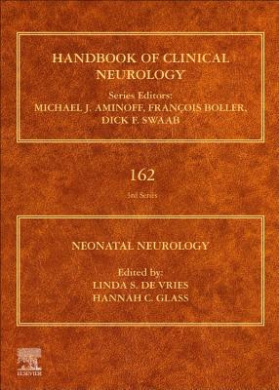 HANDBOOK OF CLINICAL
NEUROLOGY
Series Editors:
MICHAEL J. AMINOFF, FRANÇOIS BOLLER,
DICK F. SWAAB
162
3rd Series
NEONATAL NEUROLOGY
Edited by:
LINDA S. DE VRIES
HANNAH C. GLASS
ELSEVIER